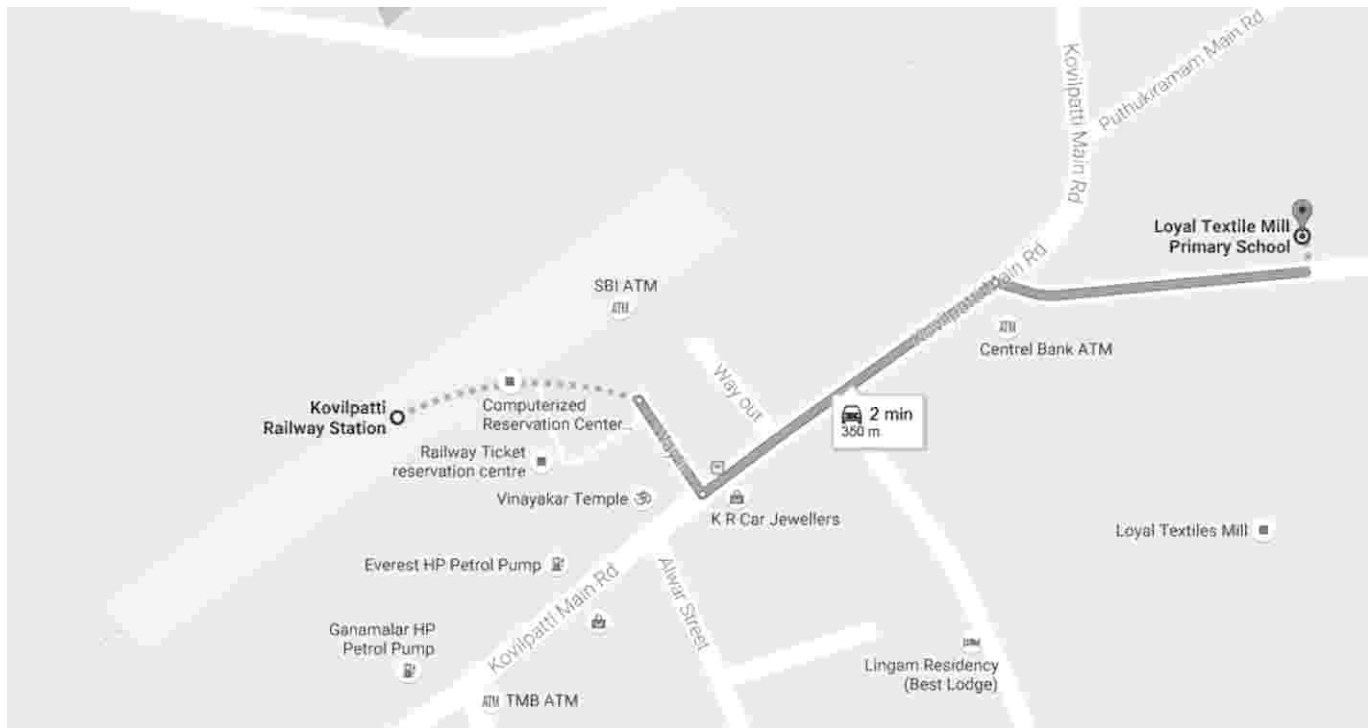 Kovilpatti Main Rd
Puthukiramam Main Rd
Loyal Textile Mill
Primary School
Kovilpatti Main Rd
SBI ATM
ATM
ATM
Centrel Bank ATM
Way out
Kovilpatti
Railway Station
Computerized
Reservation Center...
2 min
350 m
Railway Ticket
reservation centre
Way in
Vinayakar Temple
K R Car Jewellers
Loyal Textiles Mill
Everest HP Petrol Pump
Kovilpatti Main Rd
Alwar Street
Ganamalar HP
Petrol Pump
Lingam Residency
(Best Lodge)
ATM
TMB ATM